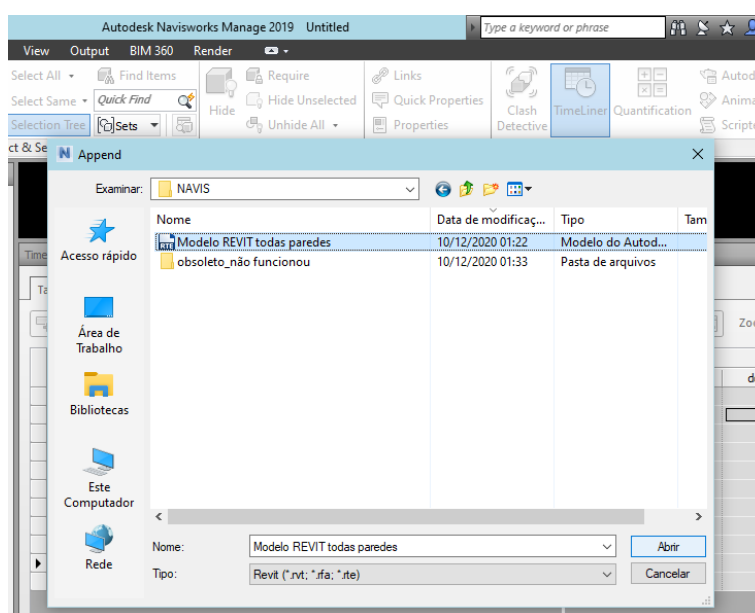 Autodesk Navisworks Manage 2019 Untitled
Type a keyword or phrase
View Output BIM 360 Render
Select All Find Items Require Links
Select Same Quick Find Hide Unselected Quick Properties
Hide Clash TimeLiner Quantification
Selection Tree Sets Unhide All Properties Detective
Append
Examinar: NAVIS
Nome Data de modificaç... Tipo Tam
RTE Modelo REVIT todas paredes 10/12/2020 01:22 Modelo do Autod...
obsoleto_não funcionou 10/12/2020 01:33 Pasta de arquivos
Acesso rápido
Área de
Trabalho
Bibliotecas
Este
Computador
Rede
Nome: Modelo REVIT todas paredes Abrir
Tipo: Revit (*.rvt; *.rfa; *.rte) Cancelar